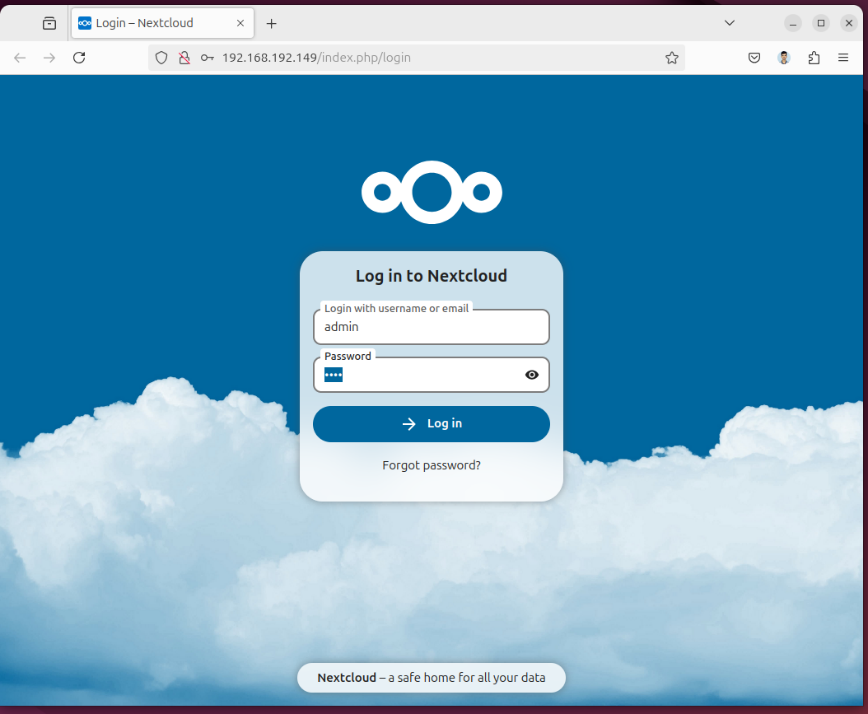 Login – Nextcloud
192.168.192.149/index.php/login
Log in to Nextcloud
Login with username or email
admin
Password
••••
Log in
Forgot password?
Nextcloud – a safe home for all your data